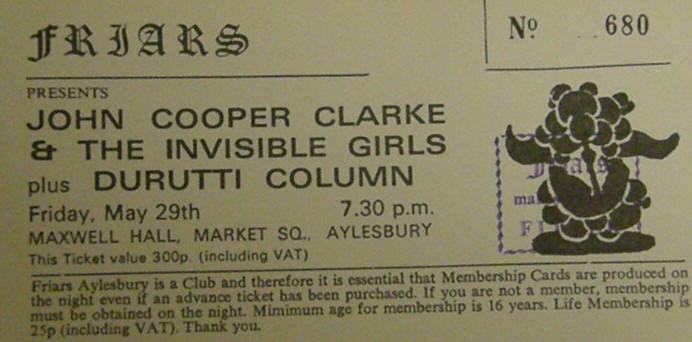 FRIARS
Nº 680
PRESENTS
JOHN COOPER CLARKE
& THE INVISIBLE GIRLS
plus DURUTTI COLUMN
Friday, May 29th 7.30 p.m.
MAXWELL HALL, MARKET SQ., AYLESBURY
This Ticket value 300p. (including VAT)
Friars Aylesbury is a Club and therefore it is essential that Membership Cards are produced on
the night even if an advance ticket has been purchased. If you are not a member, membership
must be obtained on the night. Mimimum age for membership is 16 years. Life Membership is
25p (including VAT). Thank you.